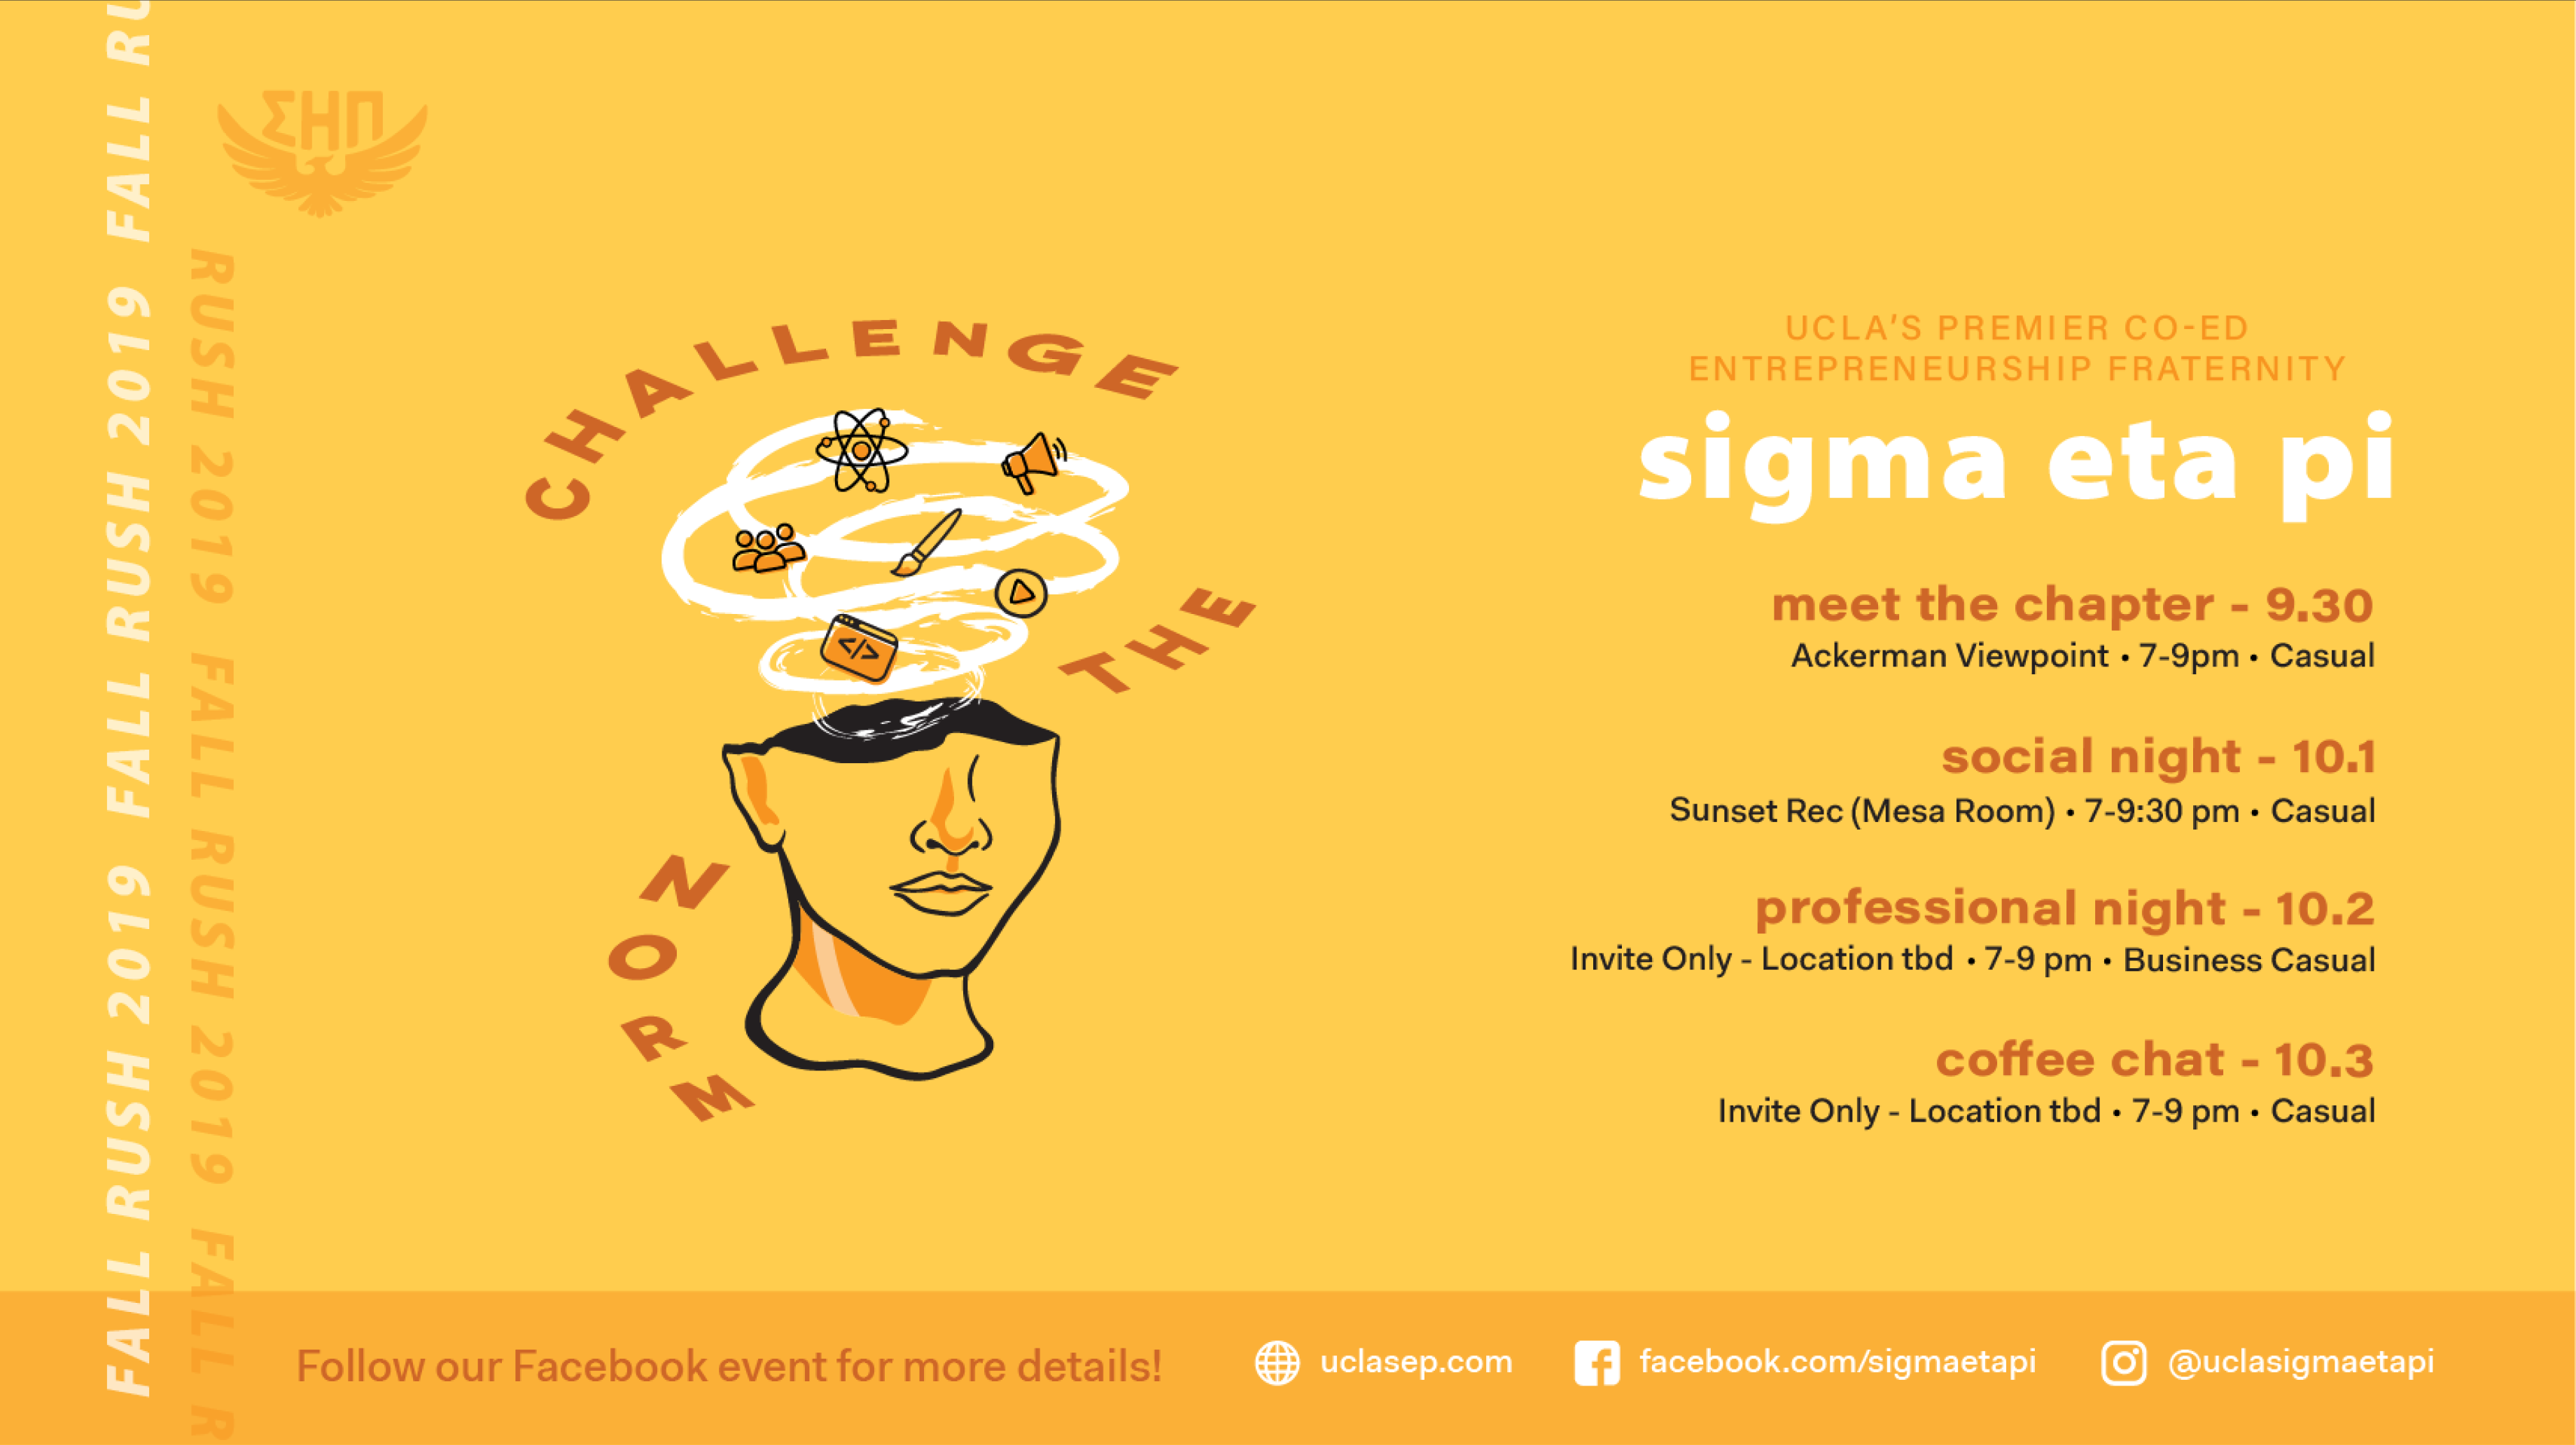 FALL RUSH 2019 FALL RUSH 2019 FALL RU
RUSH 2019 FALL RUSH 2019 FALL R
ΣΗΠ
CHALLENGE
THE
NORM
</>
UCLA'S PREMIER CO-ED
ENTREPRENEURSHIP FRATERNITY
sigma eta pi
meet the chapter - 9.30
Ackerman Viewpoint • 7-9pm • Casual
social night - 10.1
Sunset Rec (Mesa Room) • 7-9:30 pm • Casual
professional night - 10.2
Invite Only - Location tbd • 7-9 pm • Business Casual
coffee chat - 10.3
Invite Only - Location tbd • 7-9 pm • Casual
Follow our Facebook event for more details!
uclasep.com
facebook.com/sigmaetapi
@uclasigmaetapi